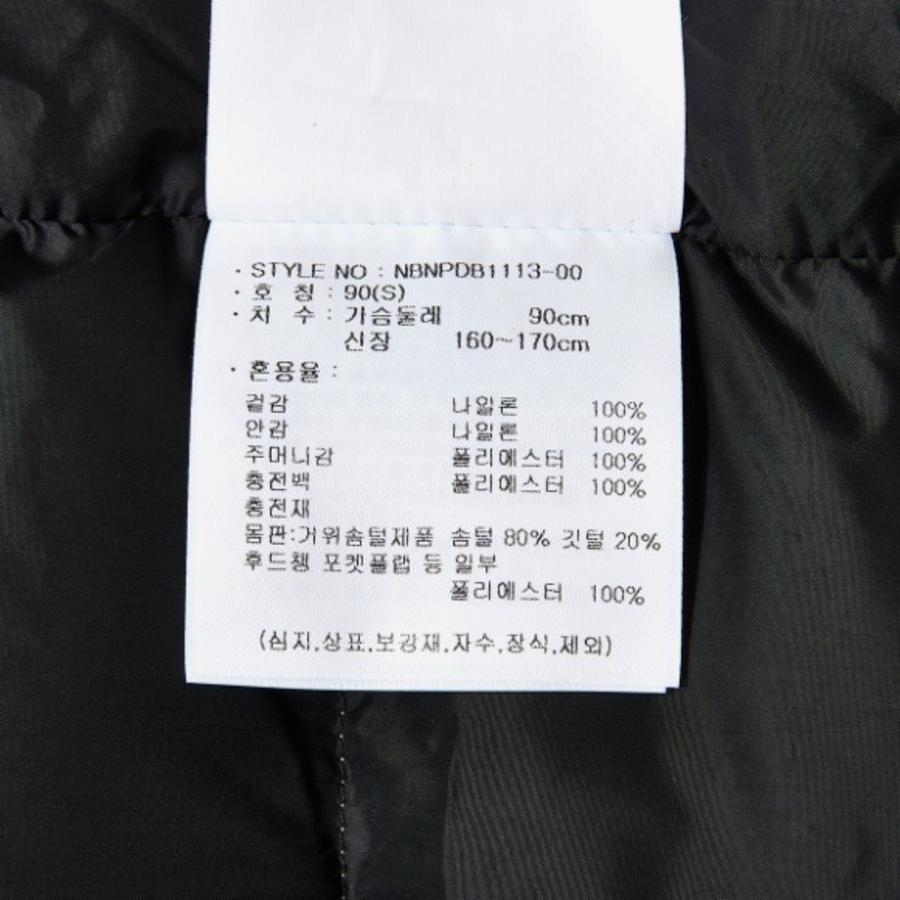 · STYLE NO : NBNPDB1113-00
· 호 칭 : 90(S)
· 처 수 : 가슴둘레 90cm
신장 160~170cm
· 혼용율 :
겉감 나일론 100%
안감 나일론 100%
주머니감 폴리에스터 100%
충전백 폴리에스터 100%
충전재
몸판:거위솜털제품 솜털 80% 깃털 20%
후드챙 포켓플랩 등 일부
폴리에스터 100%
(심지,상표,보강재,자수,장식,제외)